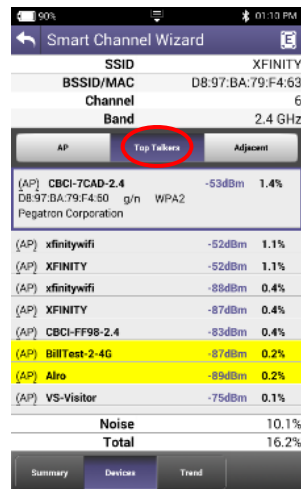 90% 01:10 PM
Smart Channel Wizard E
SSID XFINITY
BSSID/MAC D8:97:BA:79:F4:63
Channel 6
Band 2.4 GHz
AP Top Talkers Adjacent
(AP) CBCI-7CAD-2.4 -53dBm 1.4%
D8:97:BA:79:F4:60 g/n WPA2
Pegatron Corporation
(AP) xfinitywifi -52dBm 1.1%
(AP) XFINITY -52dBm 1.1%
(AP) xfinitywifi -88dBm 0.4%
(AP) XFINITY -87dBm 0.4%
(AP) CBCI-FF98-2.4 -83dBm 0.4%
(AP) BillTest-2-4G -87dBm 0.2%
(AP) Alro -89dBm 0.2%
(AP) VS-Visitor -75dBm 0.1%
Noise 10.1%
Total 16.2%
Summary Devices Trend